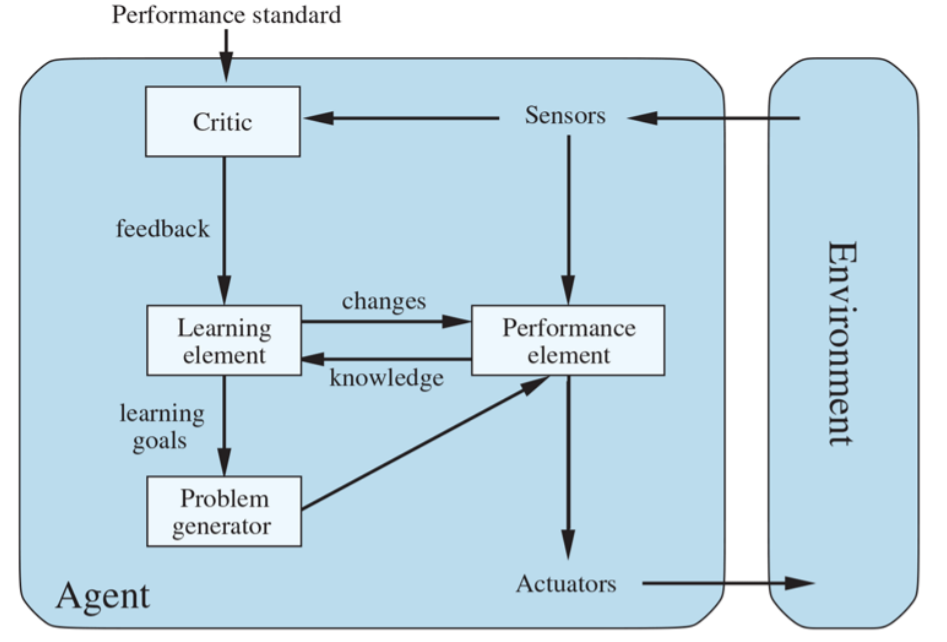 Performance standard
Critic
Sensors
feedback
changes
Learning
element
Performance
element
knowledge
learning
goals
Problem
generator
Agent
Actuators
Environment